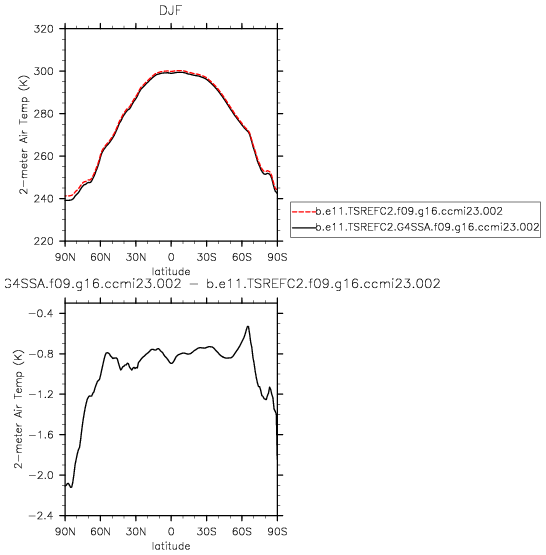 DJF
320
300
280
260
240
220
2-meter Air Temp (K)
90N 60N 30N 0 30S 60S 90S
latitude
b.e11.TSREFC2.f09.g16.ccmi23.002
b.e11.TSREFC2.G4SSA.f09.g16.ccmi23.002
G4SSA.f09.g16.ccmi23.002 - b.e11.TSREFC2.f09.g16.ccmi23.002
-0.4
-0.8
-1.2
-1.6
-2.0
-2.4
2-meter Air Temp (K)
90N 60N 30N 0 30S 60S 90S
latitude